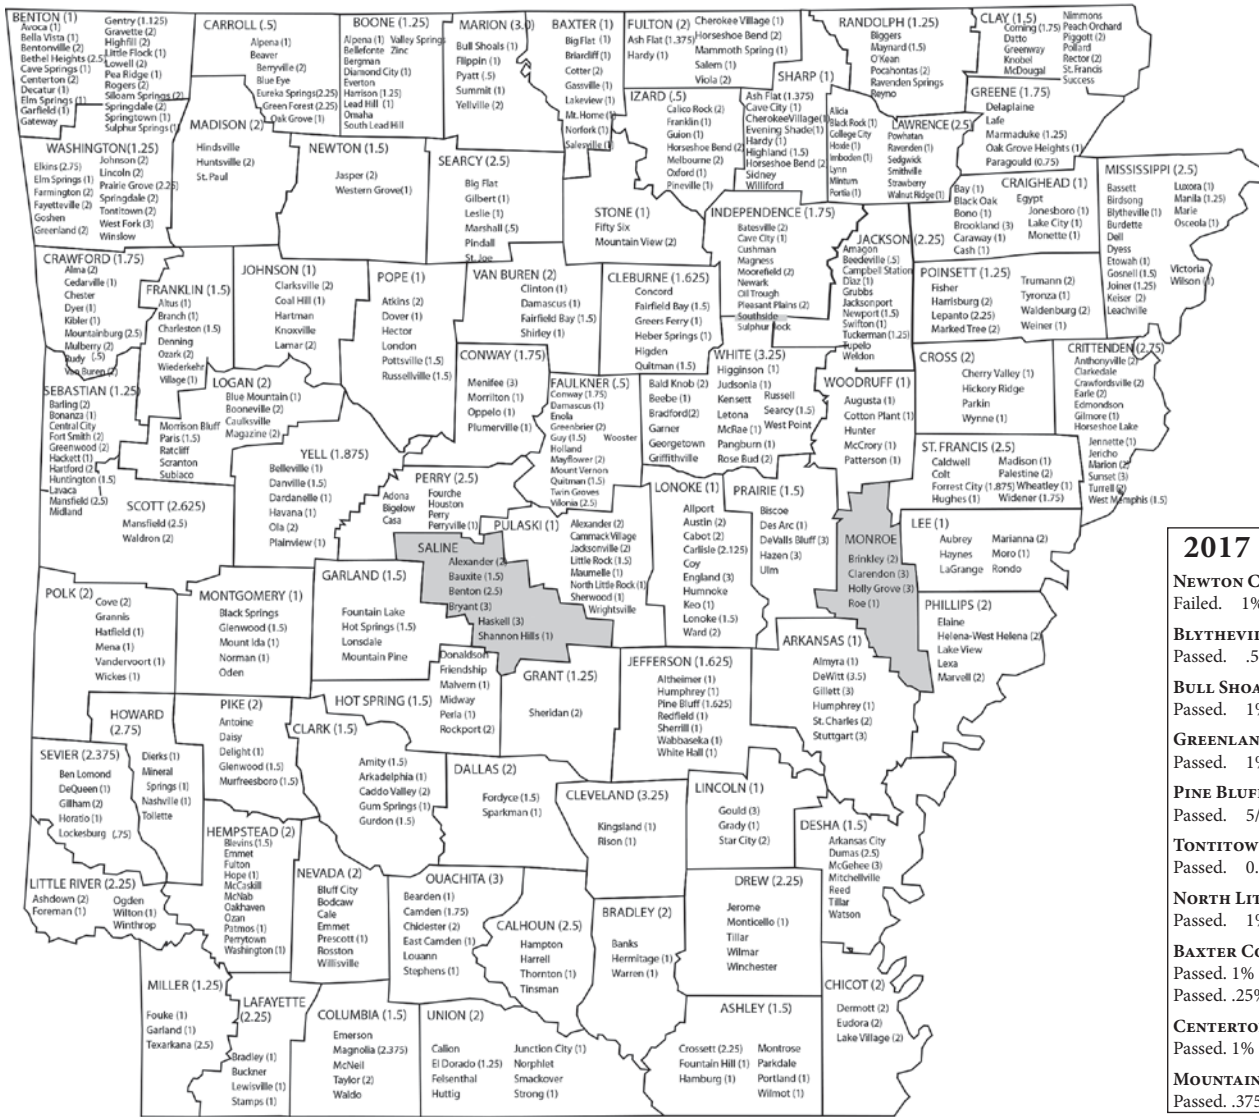 BENTON (1)
Avoca (1)
Bella Vista (1)
Bentonville (2)
Bethel Heights (2.5)
Cave Springs (1)
Centerton (2)
Decatur (1)
Elm Springs (1)
Garfield (1)
Gateway
Gentry (1.125)
Gravette (2)
Highfill (2)
Little Flock (1)
Lowell (2)
Pea Ridge (1)
Rogers (2)
Siloam Springs (2)
Springdale (2)
Springtown (1)
Sulphur Springs (1)
CARROLL (.5)
Alpena (1)
Beaver
Berryville (2)
Blue Eye
Eureka Springs(2.25)
Green Forest (2.25)
Oak Grove (1)
BOONE (1.25)
Alpena (1) Valley Springs
Bellefonte Zinc
Bergman
Diamond City (1)
Everton
Harrison (1.25)
Lead Hill (1)
Omaha
South Lead Hill
MARION (3.0)
Bull Shoals (1)
Flippin (1)
Pyatt (.5)
Summit (1)
Yellville (2)
BAXTER (1)
Big Flat (1)
Briarcliff (1)
Cotter (2)
Gassville (1)
Lakeview (1)
Mt. Home (1)
Norfork (1)
Salesville (1)
FULTON (2)
Ash Flat (1.375)
Hardy (1)
Cherokee Village (1)
Horseshoe Bend (2)
Mammoth Spring (1)
Salem (1)
Viola (2)
SHARP (1)
Ash Flat (1.375)
Cave City (1)
CherokeeVillage(1)
Evening Shade(1)
Hardy (1)
Highland (1.5)
Horseshoe Bend (2)
Sidney
Williford
RANDOLPH (1.25)
Biggers
Maynard (1.5)
O'Kean
Pocahontas (2)
Ravenden Springs
Reyno
CLAY (1.5)
Corning (1.75)
Datto
Greenway
Knobel
McDougal
Nimmons
Peach Orchard
Piggott (2)
Pollard
Rector (2)
St. Francis
Success
GREENE (1.75)
Delaplaine
Lafe
Marmaduke (1.25)
Oak Grove Heights (1)
Paragould (0.75)
IZARD (.5)
Calico Rock (2)
Franklin (1)
Guion (1)
Horseshoe Bend (2)
Melbourne (2)
Oxford (1)
Pineville (1)
LAWRENCE (2.5)
Alicia
Black Rock (1)
College City
Hoxie (1)
Imboden (1)
Lynn
Minturn
Portia (1)
Powhatan
Ravenden (1)
Sedgwick
Smithville
Strawberry
Walnut Ridge (1)
MADISON (2)
Hindsville
Huntsville (2)
St. Paul
WASHINGTON(1.25)
Elkins (2.75)
Elm Springs (1)
Farmington (2)
Fayetteville (2)
Goshen
Greenland (2)
Johnson (2)
Lincoln (2)
Prairie Grove (2.25)
Springdale (2)
Tontitown (2)
West Fork (3)
Winslow
NEWTON (1.5)
Jasper (2)
Western Grove(1)
SEARCY (2.5)
Big Flat
Gilbert (1)
Leslie (1)
Marshall (.5)
Pindall
St. Joe
STONE (1)
Fifty Six
Mountain View (2)
INDEPENDENCE (1.75)
Batesville (2)
Cave City (1)
Cushman
Magness
Moorefield (2)
Newark
Oil Trough
Pleasant Plains (2)
Southside
Sulphur Rock
JACKSON (2.25)
Amagon
Beedeville (.5)
Campbell Station
Diaz (1)
Grubbs
Jacksonport
Newport (1.5)
Swifton (1)
Tuckerman (1.25)
Tupelo
Weldon
CRAIGHEAD (1)
Bay (1)
Black Oak
Bono (1)
Brookland (3)
Caraway (1)
Cash (1)
Egypt
Jonesboro (1)
Lake City (1)
Monette (1)
MISSISSIPPI (2.5)
Bassett
Birdsong
Blytheville (1)
Burdette
Dell
Dyess
Etowah (1)
Gosnell (1.5)
Joiner (1.25)
Keiser (2)
Leachville
Luxora (1)
Manila (1.25)
Marie
Osceola (1)
Victoria
Wilson (1)
CRAWFORD (1.75)
Alma (2)
Cedarville (1)
Chester
Dyer (1)
Kibler (1)
Mountainburg (2.5)
Mulberry (2)
Rudy (.5)
Van Buren (2)
FRANKLIN (1.5)
Altus (1)
Branch (1)
Charleston (1.5)
Denning
Ozark (2)
Wiederkehr
Village (1)
JOHNSON (1)
Clarksville (2)
Coal Hill (1)
Hartman
Knoxville
Lamar (2)
POPE (1)
Atkins (2)
Dover (1)
Hector
London
Pottsville (1.5)
Russellville (1.5)
VAN BUREN (2)
Clinton (1)
Damascus (1)
Fairfield Bay (1.5)
Shirley (1)
CLEBURNE (1.625)
Concord
Fairfield Bay (1.5)
Greers Ferry (1)
Heber Springs (1)
Higden
Quitman (1.5)
POINSETT (1.25)
Fisher
Harrisburg (2)
Lepanto (2.25)
Marked Tree (2)
Trumann (2)
Tyronza (1)
Waldenburg (2)
Weiner (1)
CONWAY (1.75)
Menifee (3)
Morrilton (1)
Oppelo (1)
Plumerville (1)
FAULKNER (.5)
Conway (1.75)
Damascus (1)
Enola
Greenbrier (2)
Guy (1.5) Wooster
Holland
Mayflower (2)
Mount Vernon
Quitman (1.5)
Twin Groves
Vilonia (2.5)
WHITE (3.25)
Bald Knob (2)
Beebe (1)
Bradford(2)
Garner
Georgetown
Griffithville
Higginson (1)
Judsonia (1)
Kensett
Letona
McRae (1)
Pangburn (1)
Rose Bud (2)
Russell
Searcy (1.5)
West Point
WOODRUFF (1)
Augusta (1)
Cotton Plant (1)
Hunter
McCrory (1)
Patterson (1)
CROSS (2)
Cherry Valley (1)
Hickory Ridge
Parkin
Wynne (1)
CRITTENDEN (2.75)
Anthonyville (2)
Clarkedale
Crawfordsville (2)
Earle (2)
Edmondson
Gilmore (1)
Horseshoe Lake
Jennette (1)
Jericho
Marion (2)
Sunset (3)
Turrell (2)
West Memphis (1.5)
SEBASTIAN (1.25)
Barling (2)
Bonanza (1)
Central City
Fort Smith (2)
Greenwood (2)
Hackett (1)
Hartford (2)
Huntington (1.5)
Lavaca
Mansfield (2.5)
Midland
LOGAN (2)
Blue Mountain (1)
Booneville (2)
Caulksville
Magazine (2)
Morrison Bluff
Paris (1.5)
Ratcliff
Scranton
Subiaco
YELL (1.875)
Belleville (1)
Danville (1.5)
Dardanelle (1)
Havana (1)
Ola (2)
Plainview (1)
SCOTT (2.625)
Mansfield (2.5)
Waldron (2)
PERRY (2.5)
Adona
Bigelow
Casa
Fourche
Houston
Perry
Perryville (1)
PULASKI (1)
Alexander (2)
Cammack Village
Jacksonville (2)
Little Rock (1.5)
Maumelle (1)
North Little Rock (1)
Sherwood (1)
Wrightsville
LONOKE (1)
Allport
Austin (2)
Cabot (2)
Carlisle (2.125)
Coy
England (3)
Humnoke
Keo (1)
Lonoke (1.5)
Ward (2)
PRAIRIE (1.5)
Biscoe
Des Arc (1)
DeValls Bluff (3)
Hazen (3)
Ulm
MONROE
Brinkley (2)
Clarendon (3)
Holly Grove (3)
Roe (1)
ST. FRANCIS (2.5)
Caldwell
Colt
Forrest City (1.875)
Hughes (1)
Madison (1)
Palestine (2)
Wheatley (1)
Widener (1.75)
LEE (1)
Aubrey
Haynes
LaGrange
Marianna (2)
Moro (1)
Rondo
PHILLIPS (2)
Elaine
Helena-West Helena (2)
Lake View
Lexa
Marvell (2)
SALINE
Alexander (2)
Bauxite (1.5)
Benton (2.5)
Bryant (3)
Haskell (3)
Shannon Hills (1)
GARLAND (1.5)
Fountain Lake
Hot Springs (1.5)
Lonsdale
Mountain Pine
POLK (2)
Cove (2)
Grannis
Hatfield (1)
Mena (1)
Vandervoort (1)
Wickes (1)
MONTGOMERY (1)
Black Springs
Glenwood (1.5)
Mount Ida (1)
Norman (1)
Oden
HOT SPRING (1.5)
Donaldson
Friendship
Malvern (1)
Midway
Perla (1)
Rockport (2)
GRANT (1.25)
Sheridan (2)
JEFFERSON (1.625)
Altheimer (1)
Humphrey (1)
Pine Bluff (1.625)
Redfield (1)
Sherrill (1)
Wabbaseka (1)
White Hall (1)
ARKANSAS (1)
Almyra (1)
DeWitt (3.5)
Gillett (3)
Humphrey (1)
St. Charles (2)
Stuttgart (3)
HOWARD
(2.75)
Dierks (1)
Mineral
Springs (1)
Nashville (1)
Tollette
PIKE (2)
Antoine
Daisy
Delight (1)
Glenwood (1.5)
Murfreesboro (1.5)
CLARK (1.5)
Amity (1.5)
Arkadelphia (1)
Caddo Valley (2)
Gum Springs (1)
Gurdon (1.5)
SEVIER (2.375)
Ben Lomond
DeQueen (1)
Gillham (2)
Horatio (1)
Lockesburg (.75)
DALLAS (2)
Fordyce (1.5)
Sparkman (1)
CLEVELAND (3.25)
Kingsland (1)
Rison (1)
LINCOLN (1)
Gould (3)
Grady (1)
Star City (2)
DESHA (1.5)
Arkansas City
Dumas (2.5)
McGehee (3)
Mitchellville
Reed
Tillar
Watson
HEMPSTEAD (2)
Blevins (1.5)
Emmet
Fulton
Hope (1)
McCaskill
McNab
Oakhaven
Ozan
Patmos (1)
Perrytown
Washington (1)
NEVADA (2)
Bluff City
Bodcaw
Cale
Emmet
Prescott (1)
Rosston
Willisville
OUACHITA (3)
Bearden (1)
Camden (1.75)
Chidester (2)
East Camden (1)
Louann
Stephens (1)
CALHOUN (2.5)
Hampton
Harrell
Thornton (1)
Tinsman
BRADLEY (2)
Banks
Hermitage (1)
Warren (1)
DREW (2.25)
Jerome
Monticello (1)
Tillar
Wilmar
Winchester
LITTLE RIVER (2.25)
Ashdown (2)
Foreman (1)
Ogden
Wilton (1)
Winthrop
MILLER (1.25)
Fouke (1)
Garland (1)
Texarkana (2.5)
LAFAYETTE
(2.25)
Bradley (1)
Buckner
Lewisville (1)
Stamps (1)
COLUMBIA (1.5)
Emerson
Magnolia (2.375)
McNeil
Taylor (2)
Waldo
UNION (2)
Calion
El Dorado (1.25)
Felsenthal
Huttig
Junction City (1)
Norphlet
Smackover
Strong (1)
ASHLEY (1.5)
Crossett (2.25)
Fountain Hill (1)
Hamburg (1)
Montrose
Parkdale
Portland (1)
Wilmot (1)
CHICOT (2)
Dermott (2)
Eudora (2)
Lake Village (2)
2017
NEWTON C
Failed. 1%
BLYTHEVIL
Passed. .5
BULL SHOA
Passed. 1%
GREENLAN
Passed. 1%
PINE BLUF
Passed. 5/
TONTITOW
Passed. 0.
NORTH LIT
Passed. 1%
BAXTER CO
Passed. 1%
Passed. .25%
CENTERTO
Passed. 1%
MOUNTAIN
Passed. .375